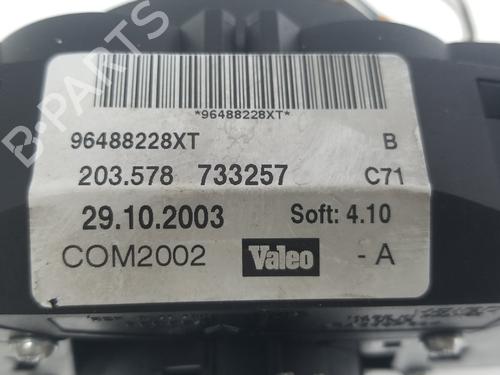 B-PARTS
*96488228XT*
96488228XT B
203.578 733257 C71
29.10.2003 Soft: 4.10
COM2002 Valeo - A